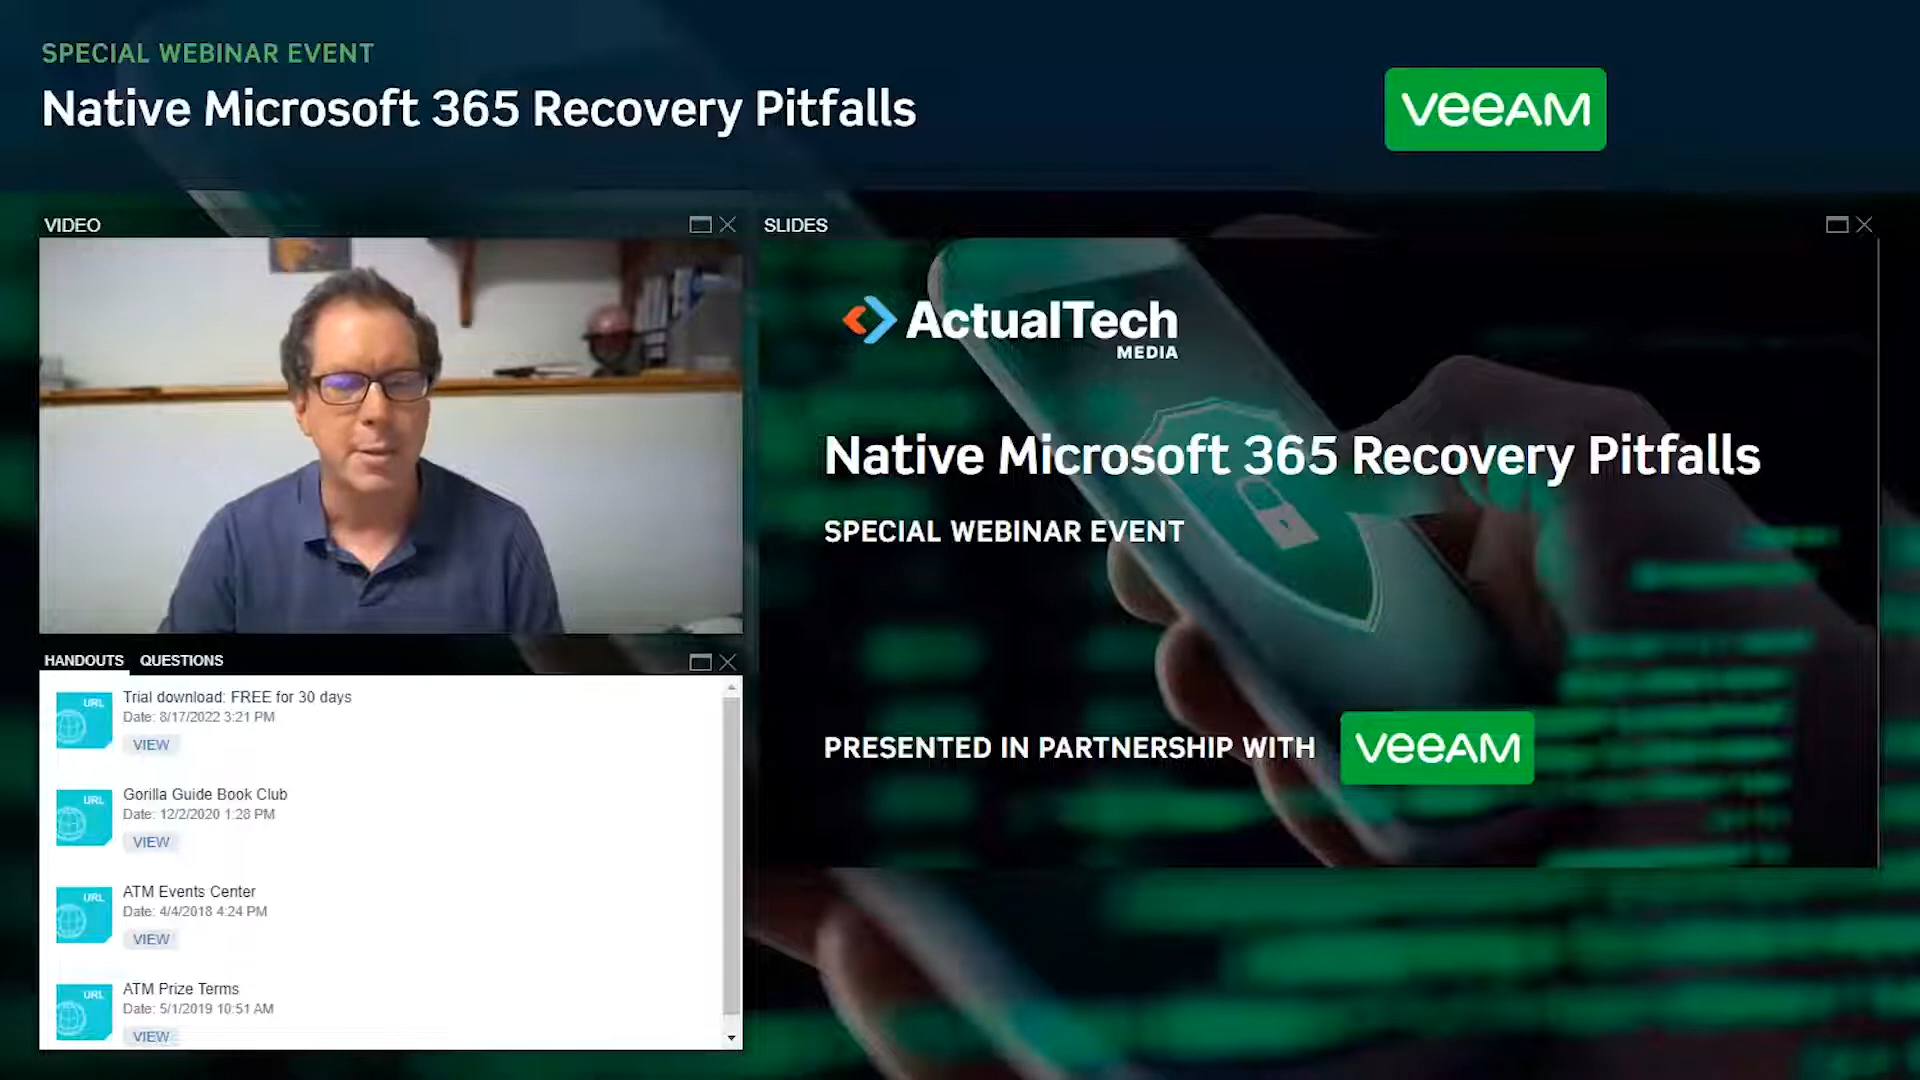 SPECIAL WEBINAR EVENT
Native Microsoft 365 Recovery Pitfalls
veeAM
VIDEO
SLIDES
ActualTech
MEDIA
Native Microsoft 365 Recovery Pitfalls
SPECIAL WEBINAR EVENT
PRESENTED IN PARTNERSHIP WITH
veeAM
HANDOUTS QUESTIONS
URL
Trial download: FREE for 30 days
Date: 8/17/2022 3:21 PM
VIEW
URL
Gorilla Guide Book Club
Date: 12/2/2020 1:28 PM
VIEW
URL
ATM Events Center
Date: 4/4/2018 4:24 PM
VIEW
URL
ATM Prize Terms
Date: 5/1/2019 10:51 AM
VIEW